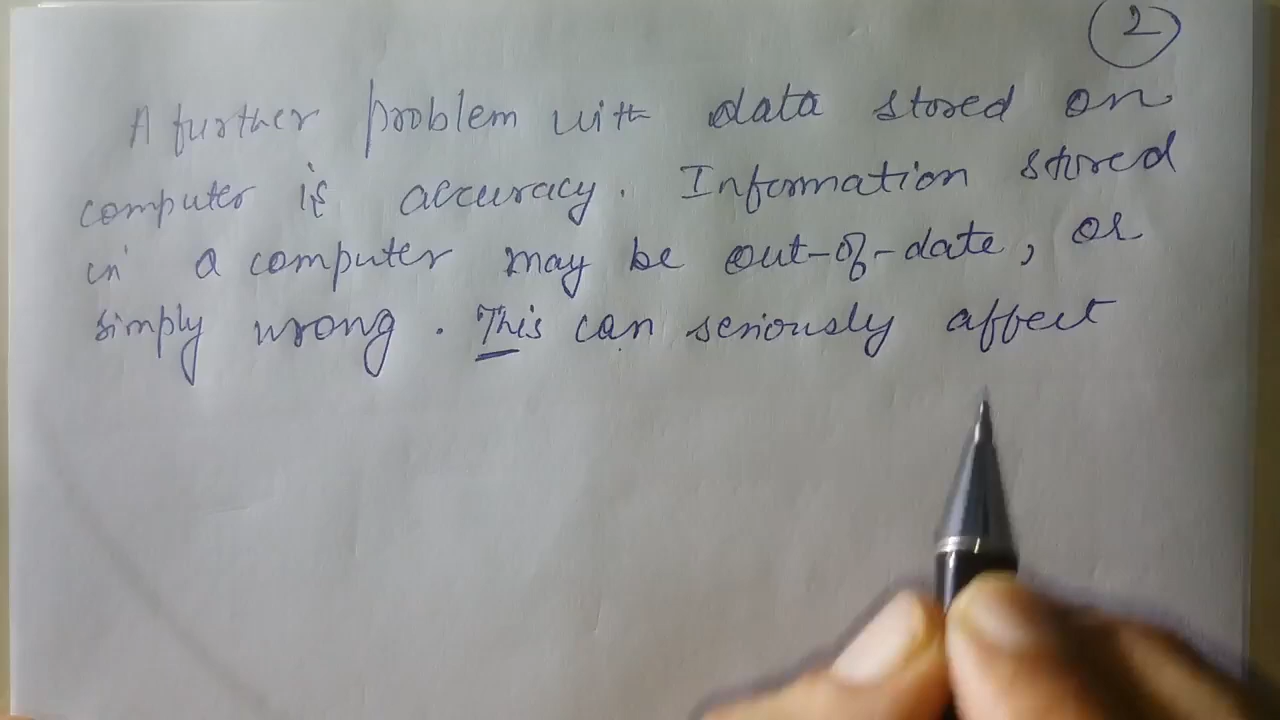 2
A further problem with data stored on
computer is accuracy. Information stored
in a computer may be out-of-date, or
simply wrong. This can seriously affect